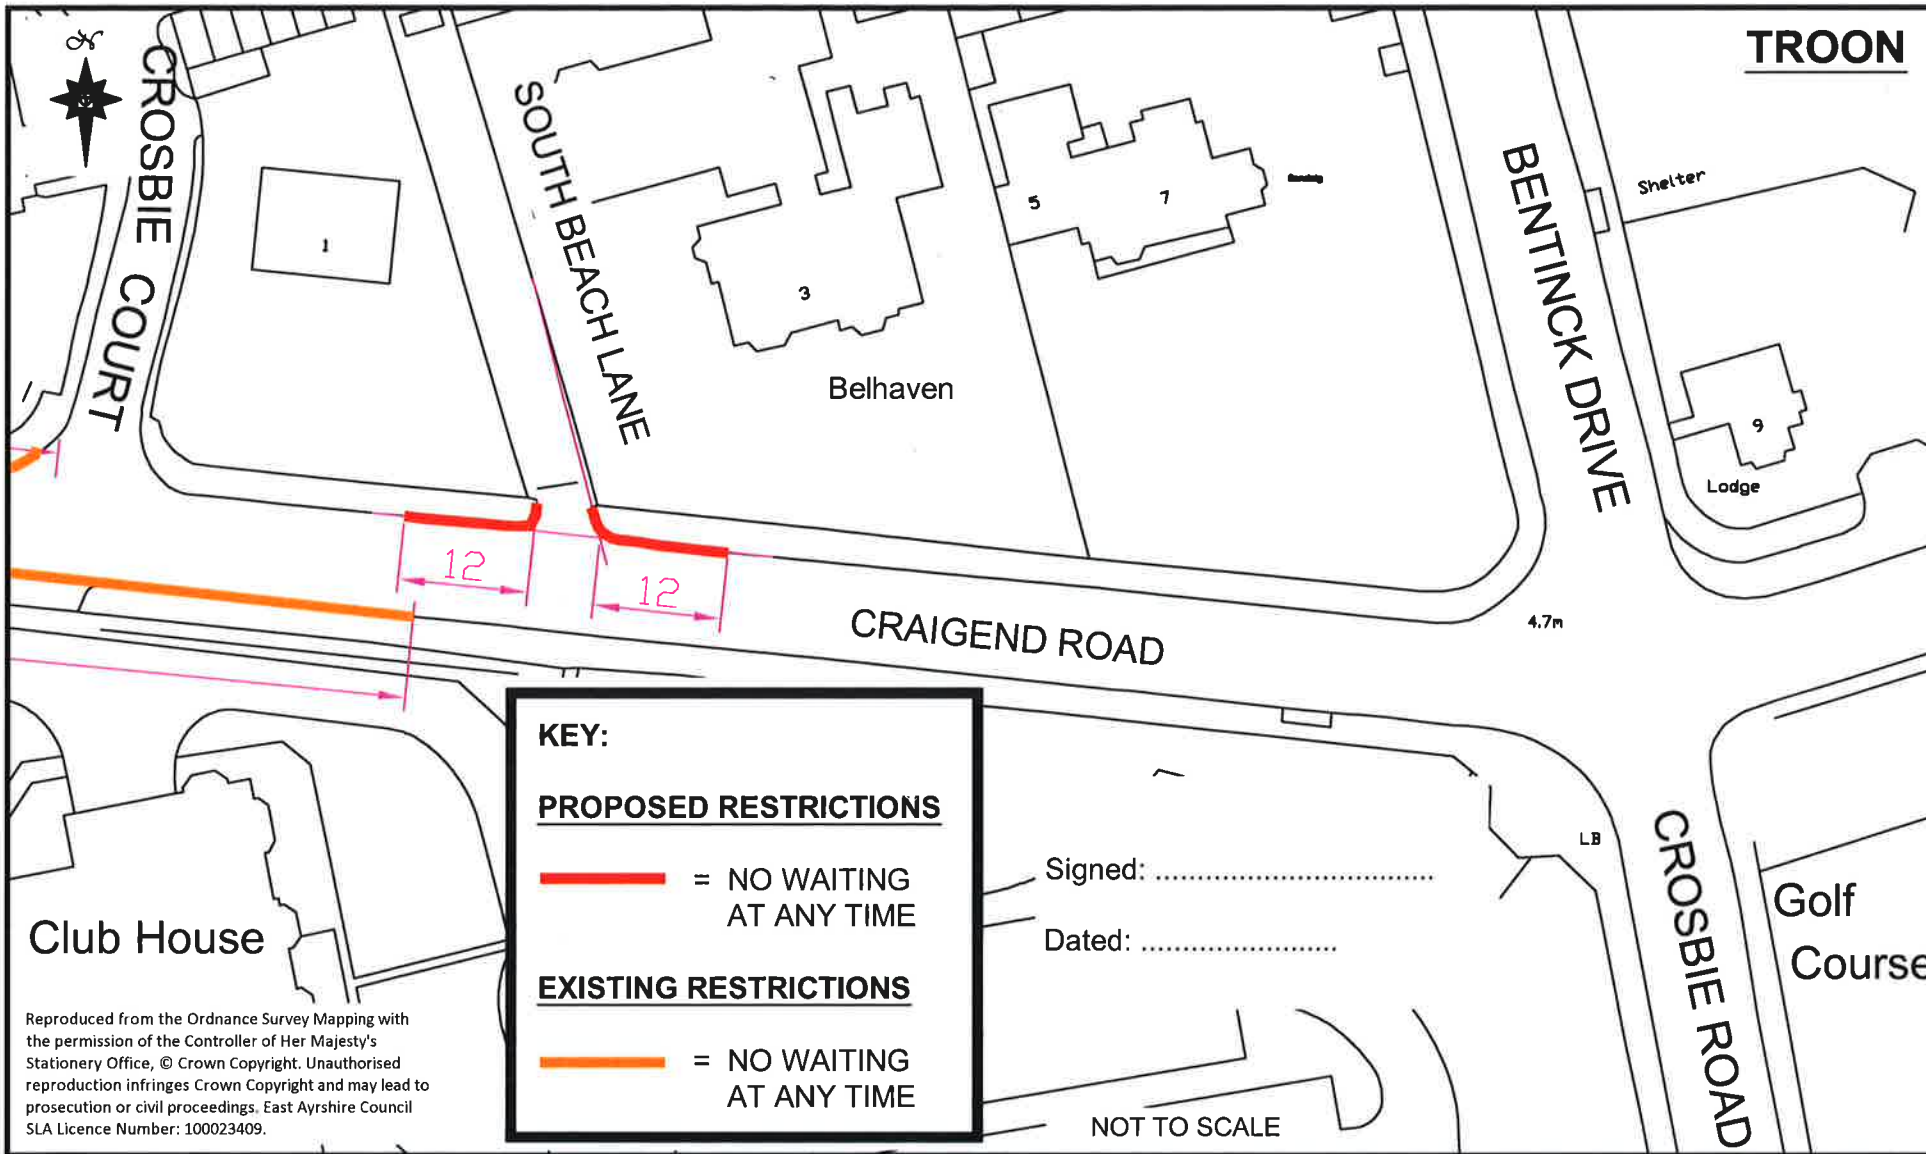 TROON
N
CROSBIE COURT
SOUTH BEACH LANE
BENTINCK DRIVE
Shelter
1
3
5
7
9
Belhaven
Lodge
12
12
CRAIGEND ROAD
4.7m
LB
CROSBIE ROAD
Golf
Course
Club House
KEY:
PROPOSED RESTRICTIONS
= NO WAITING
AT ANY TIME
EXISTING RESTRICTIONS
= NO WAITING
AT ANY TIME
Signed: ....................................
Dated: .........................
NOT TO SCALE
Reproduced from the Ordnance Survey Mapping with
the permission of the Controller of Her Majesty's
Stationery Office, © Crown Copyright. Unauthorised
reproduction infringes Crown Copyright and may lead to
prosecution or civil proceedings. East Ayrshire Council
SLA Licence Number: 100023409.